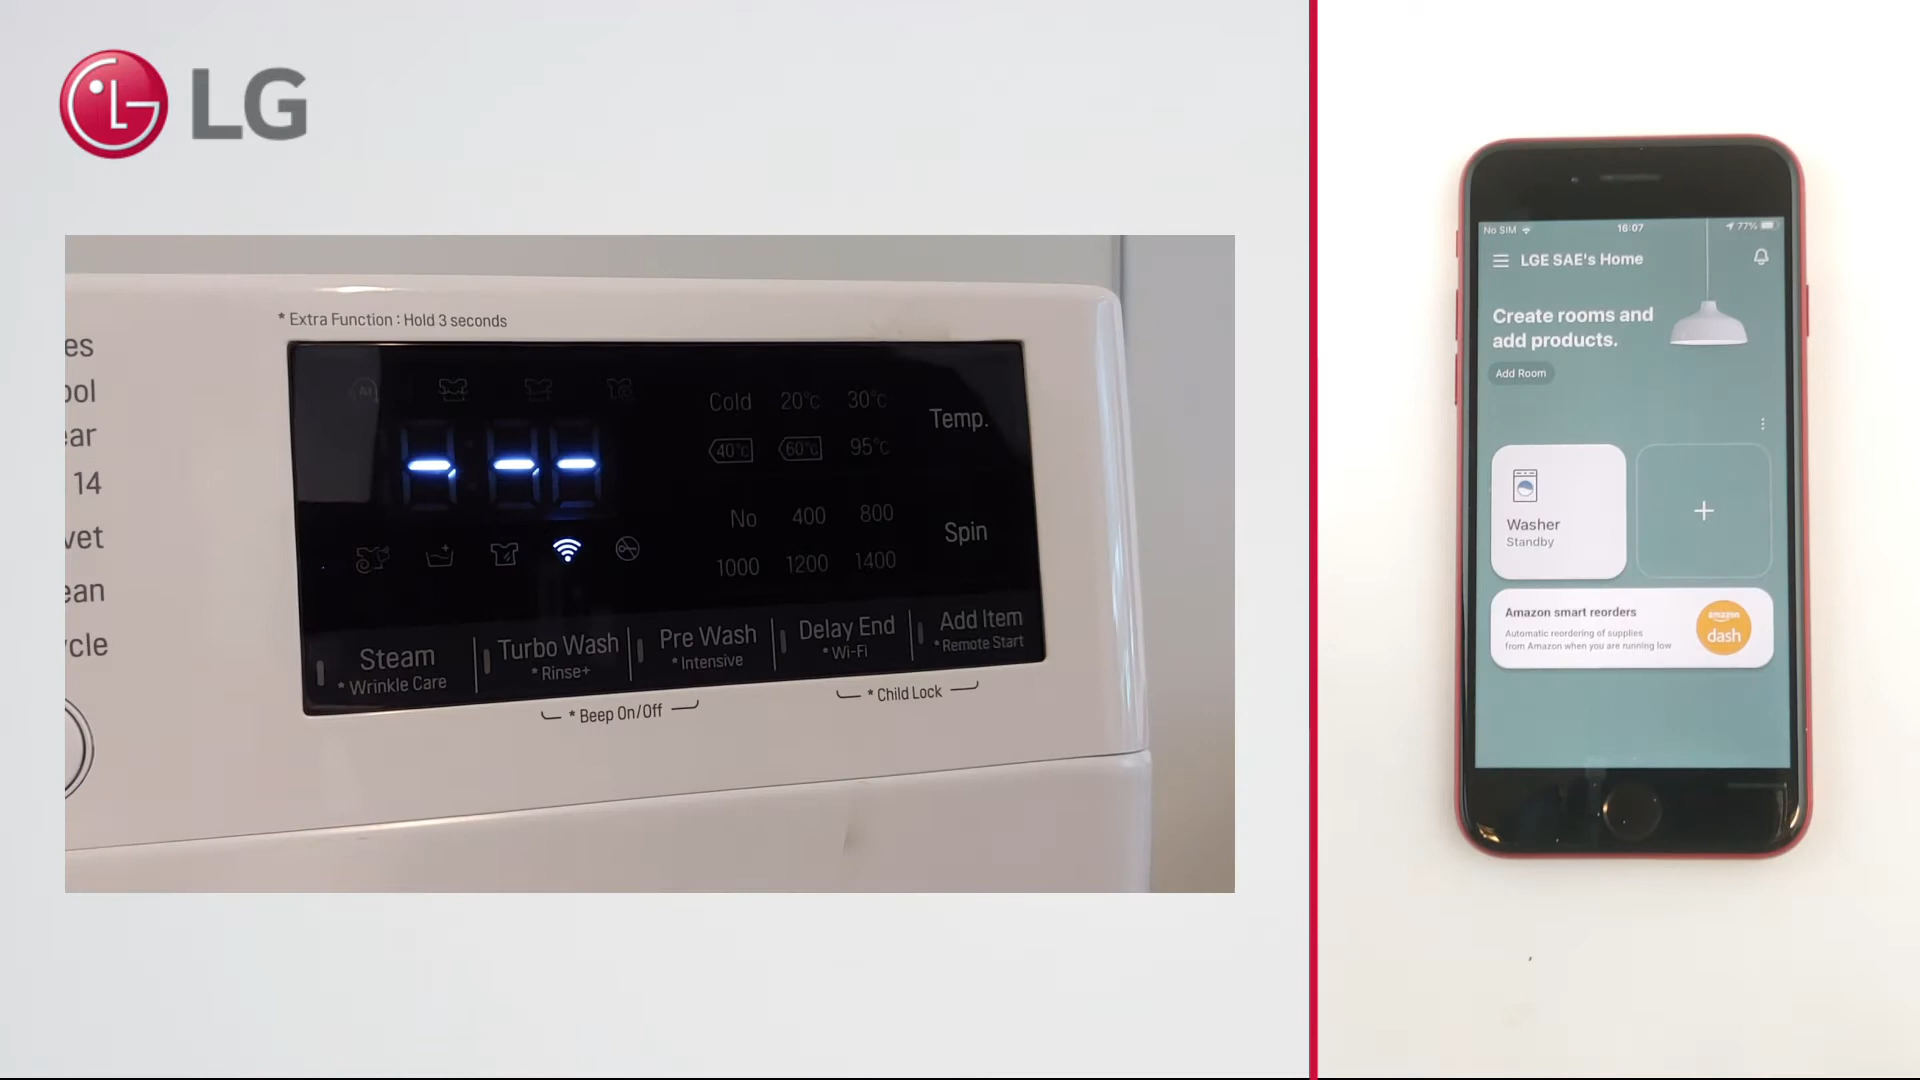 LG
* Extra Function : Hold 3 seconds
es
ool
ear
14
vet
ean
ycle
Cold 20°c 30°c
40°c 60°c 95°c
Temp.
No 400 800
1000 1200 1400
Spin
Steam
* Wrinkle Care
Turbo Wash
* Rinse+
Pre Wash
* Intensive
Delay End
* Wi-Fi
Add Item
* Remote Start
* Beep On/Off
* Child Lock
No SIM 16:07 77%
LGE SAE's Home
Create rooms and
add products.
Add Room
Washer
Standby
Amazon smart reorders
Automatic reordering of supplies
from Amazon when you are running low
amazon
dash